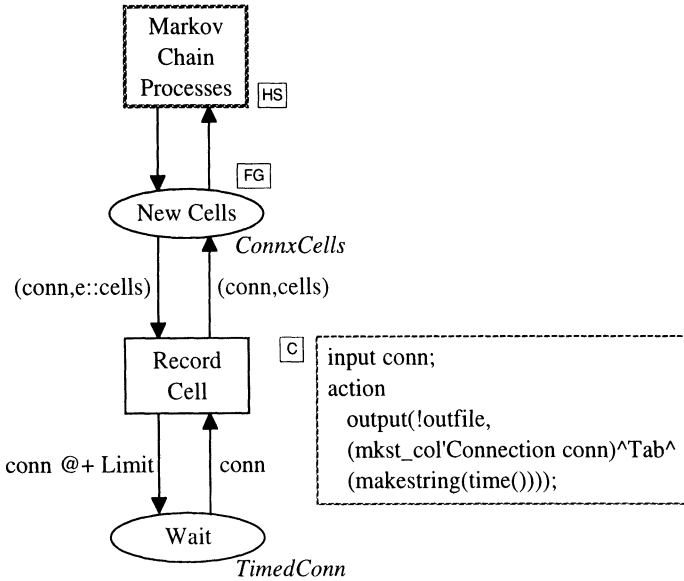 Markov
Chain
Processes
HS
FG
New Cells
ConnxCells
(conn,e::cells)
(conn,cells)
Record
Cell
C
input conn;
action
output(!outfile,
(mkst_col'Connection conn)^Tab^
(makestring(time())));
conn @+ Limit
conn
Wait
TimedConn